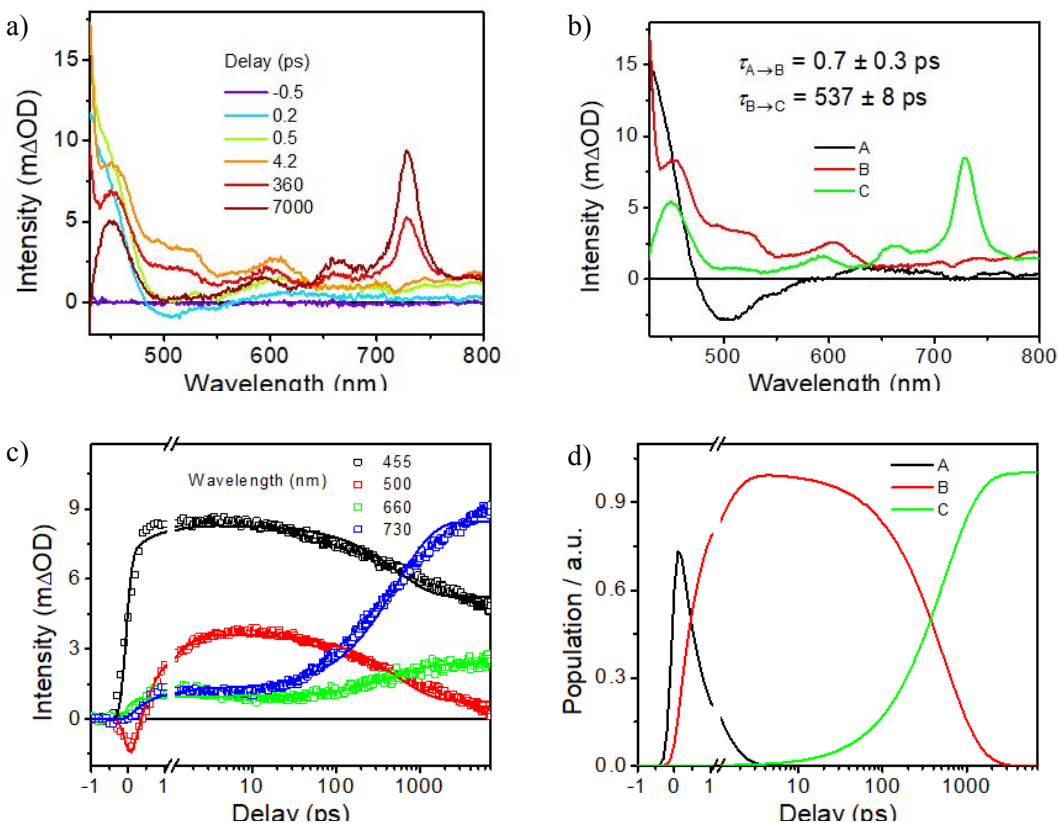 a)
Intensity (mΔOD)
15
10
5
0
Delay (ps)
-0.5
0.2
0.5
4.2
360
7000
500 600 700 800
Wavelength (nm)
b)
Intensity (mΔOD)
15
10
5
0
τA→B = 0.7 ± 0.3 ps
τB→C = 537 ± 8 ps
A
B
C
500 600 700 800
Wavelength (nm)
c)
Intensity (mΔOD)
9
6
3
0
Wavelength (nm)
455
500
660
730
-1 0 1 10 100 1000
Delay (ps)
d)
Population / a.u.
0.9
0.6
0.3
0.0
A
B
C
-1 0 1 10 100 1000
Delay (ps)